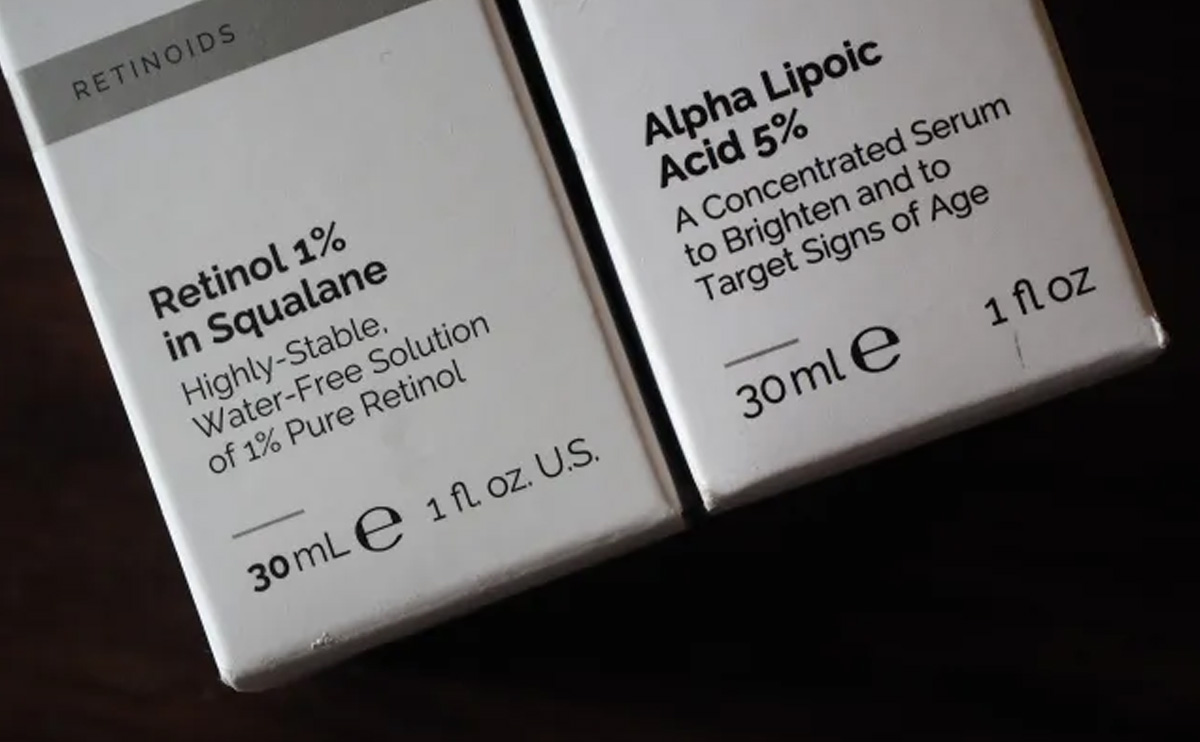 RETINOIDS
Retinol 1%
in Squalane
Highly-Stable,
Water-Free Solution
of 1% Pure Retinol
30mL ℮ 1 fl. oz. U.S.
Alpha Lipoic
Acid 5%
A Concentrated Serum
to Brighten and to
Target Signs of Age
30ml ℮ 1 fl oz